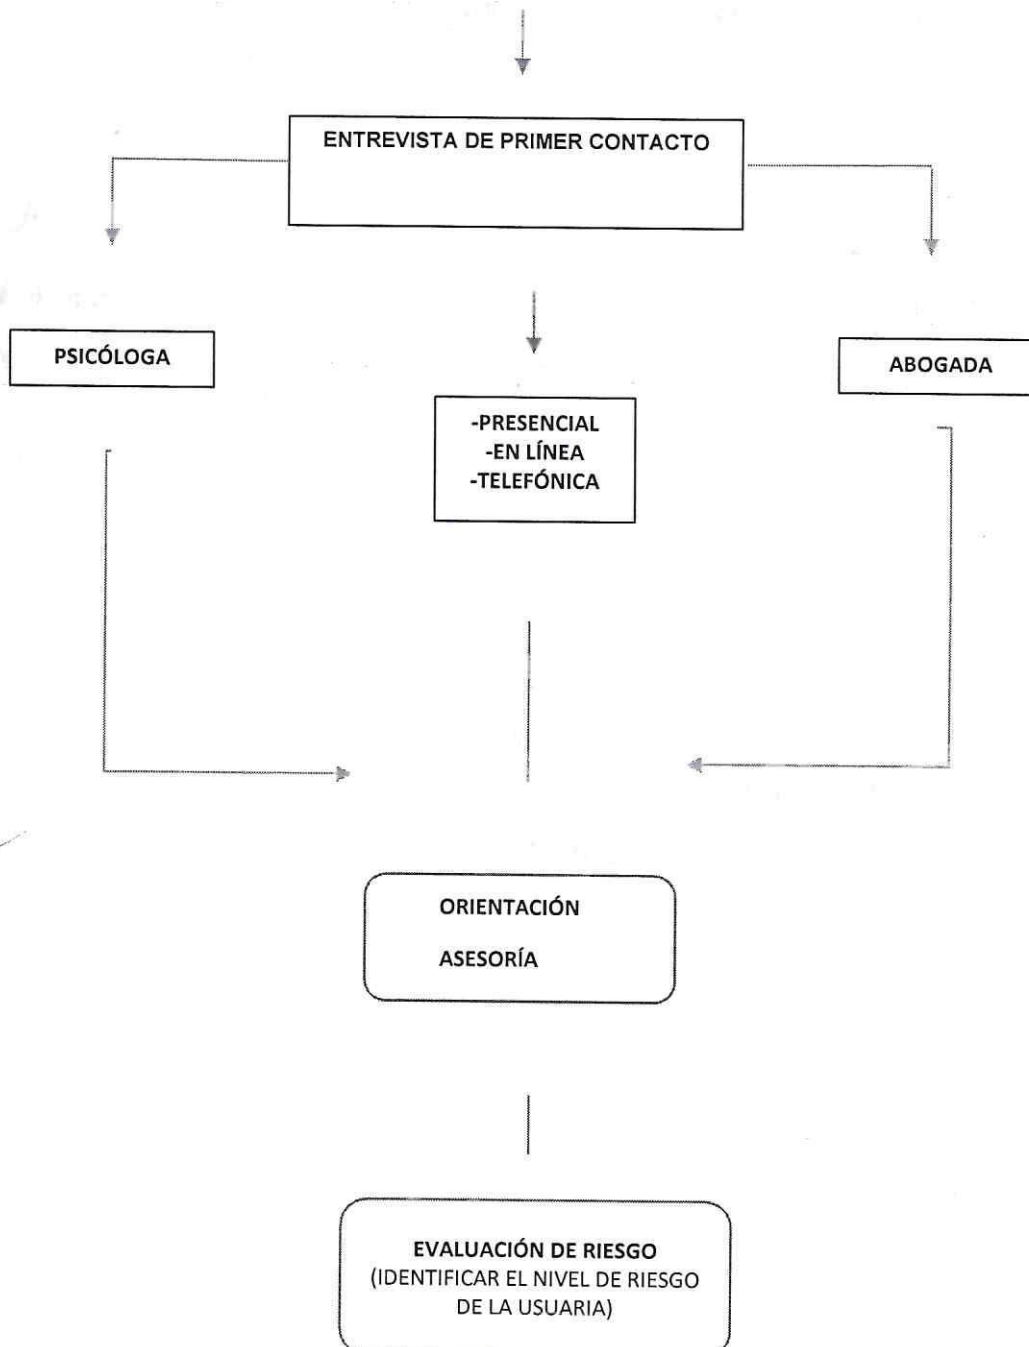 ENTREVISTA DE PRIMER CONTACTO
PSICÓLOGA
ABOGADA
-PRESENCIAL
-EN LÍNEA
-TELEFÓNICA
ORIENTACIÓN
ASESORÍA
EVALUACIÓN DE RIESGO
(IDENTIFICAR EL NIVEL DE RIESGO
DE LA USUARIA)